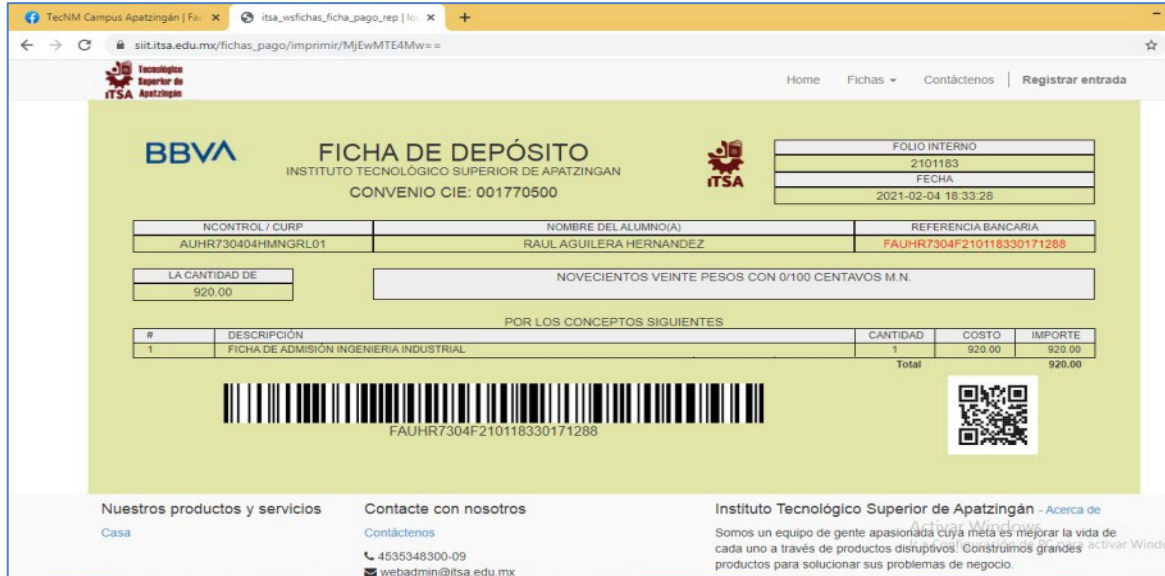 TecNM Campus Apatzingán | Fac
itsa_wsfichas_ficha_pago_rep | lo
siit.itsa.edu.mx/fichas_pago/imprimir/MjEwMTE4Mw==
Tecnológico
Superior de
Apatzingán
ITSA
Home Fichas Contáctenos Registrar entrada
BBVA
FICHA DE DEPÓSITO
INSTITUTO TECNOLÓGICO SUPERIOR DE APATZINGAN
CONVENIO CIE: 001770500
ITSA
FOLIO INTERNO
2101183
FECHA
2021-02-04 18:33:28
NCONTROL / CURP NOMBRE DEL ALUMNO(A) REFERENCIA BANCARIA
AUHR730404HMNGRL01 RAUL AGUILERA HERNANDEZ FAUHR7304F210118330171288
LA CANTIDAD DE
920.00
NOVECIENTOS VEINTE PESOS CON 0/100 CENTAVOS M.N.
POR LOS CONCEPTOS SIGUIENTES
# DESCRIPCIÓN CANTIDAD COSTO IMPORTE
1 FICHA DE ADMISIÓN INGENIERIA INDUSTRIAL 1 920.00 920.00
Total 920.00
FAUHR7304F210118330171288
Nuestros productos y servicios
Casa
Contacte con nosotros
Contáctenos
4535348300-09
webadmin@itsa.edu.mx
Instituto Tecnológico Superior de Apatzingán - Acerca de
Somos un equipo de gente apasionada cuya meta es mejorar la vida de
cada uno a través de productos disruptivos. Construimos grandes
productos para solucionar sus problemas de negocio.
Activar Windows